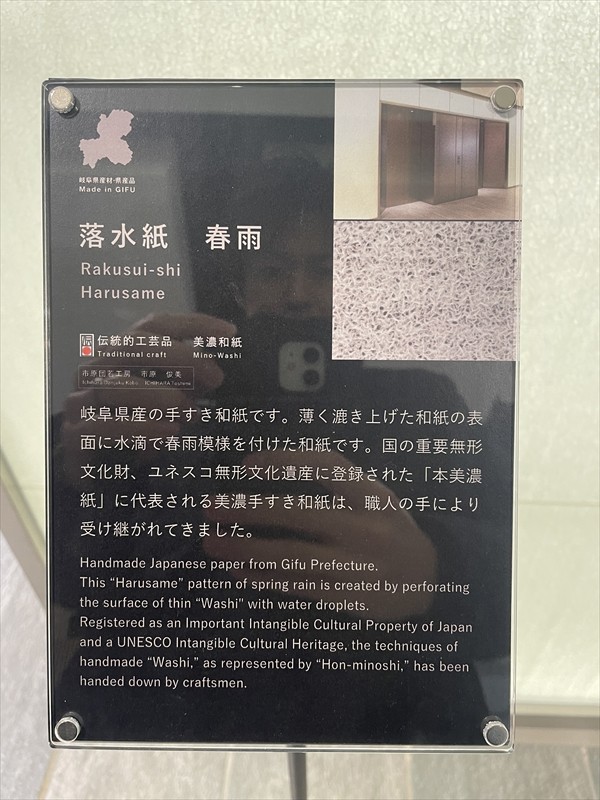 岐阜県産材・県産品
Made in GIFU
落水紙 春雨
Rakusui-shi
Harusame
伝統的工芸品 美濃和紙
Traditional craft Mino-Washi
市原団若工房 市原 俊美
岐阜県産の手すき和紙です。薄く漉き上げた和紙の表
面に水滴で春雨模様を付けた和紙です。国の重要無形
文化財、ユネスコ無形文化遺産に登録された「本美濃
紙」に代表される美濃手すき和紙は、職人の手により
受け継がれてきました。
Handmade Japanese paper from Gifu Prefecture.
This “Harusame” pattern of spring rain is created by perforating
the surface of thin “Washi" with water droplets.
Registered as an Important Intangible Cultural Property of Japan
and a UNESCO Intangible Cultural Heritage, the techniques of
handmade “Washi,” as represented by “Hon-minoshi,” has been
handed down by craftsmen.